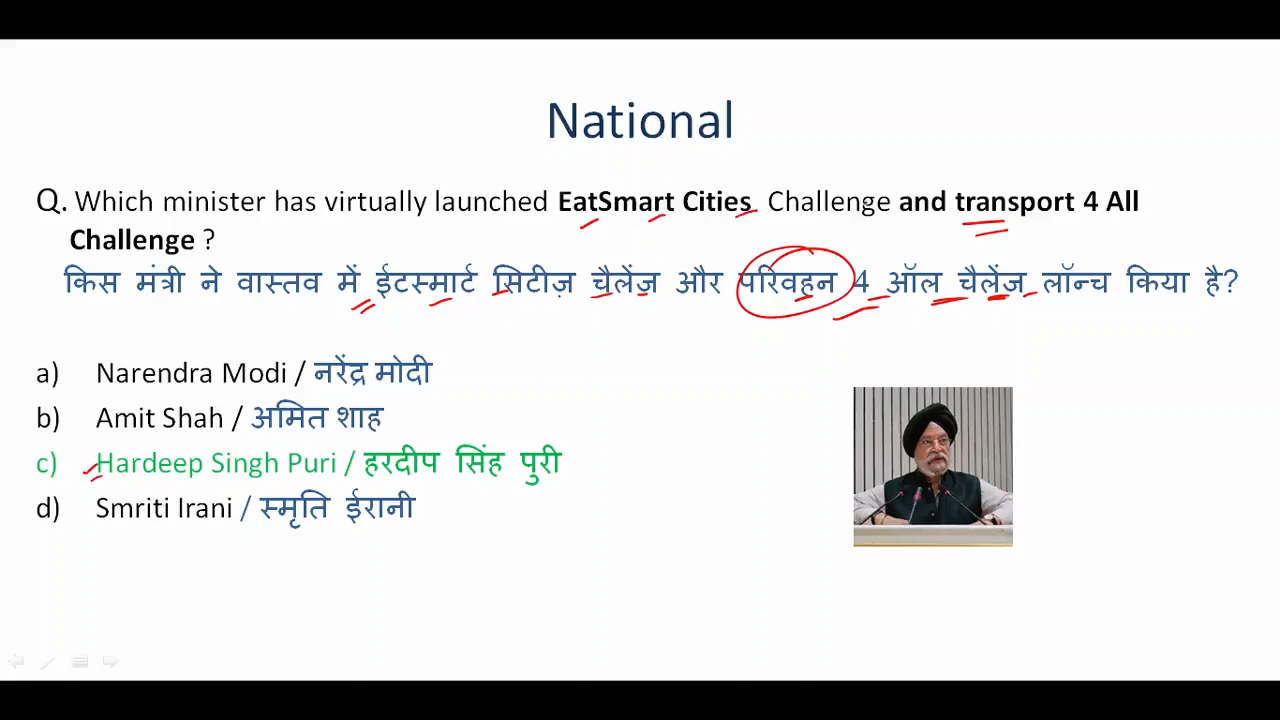 National
Q. Which minister has virtually launched EatSmart Cities Challenge and transport 4 All
Challenge ?
किस मंत्री ने वास्तव में ईटस्मार्ट सिटीज़ चैलेंज और परिवहन 4 ऑल चैलेंज लॉन्च किया है?
a) Narendra Modi / नरेंद्र मोदी
b) Amit Shah / अमित शाह
c) Hardeep Singh Puri / हरदीप सिंह पुरी
d) Smriti Irani / स्मृति ईरानी